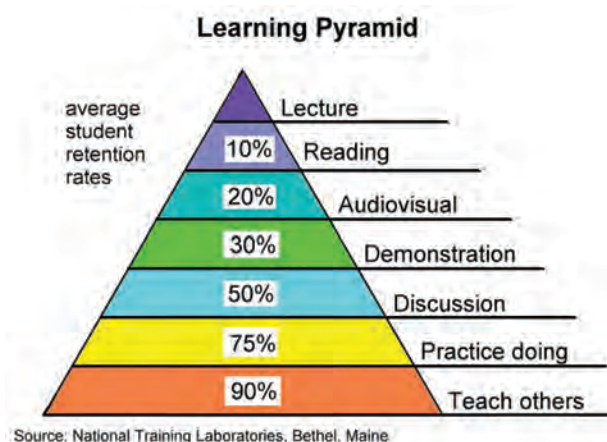 Learning Pyramid
average
student
retention
rates
Lecture
10% Reading
20% Audiovisual
30% Demonstration
50% Discussion
75% Practice doing
90% Teach others
Source: National Training Laboratories, Bethel, Maine